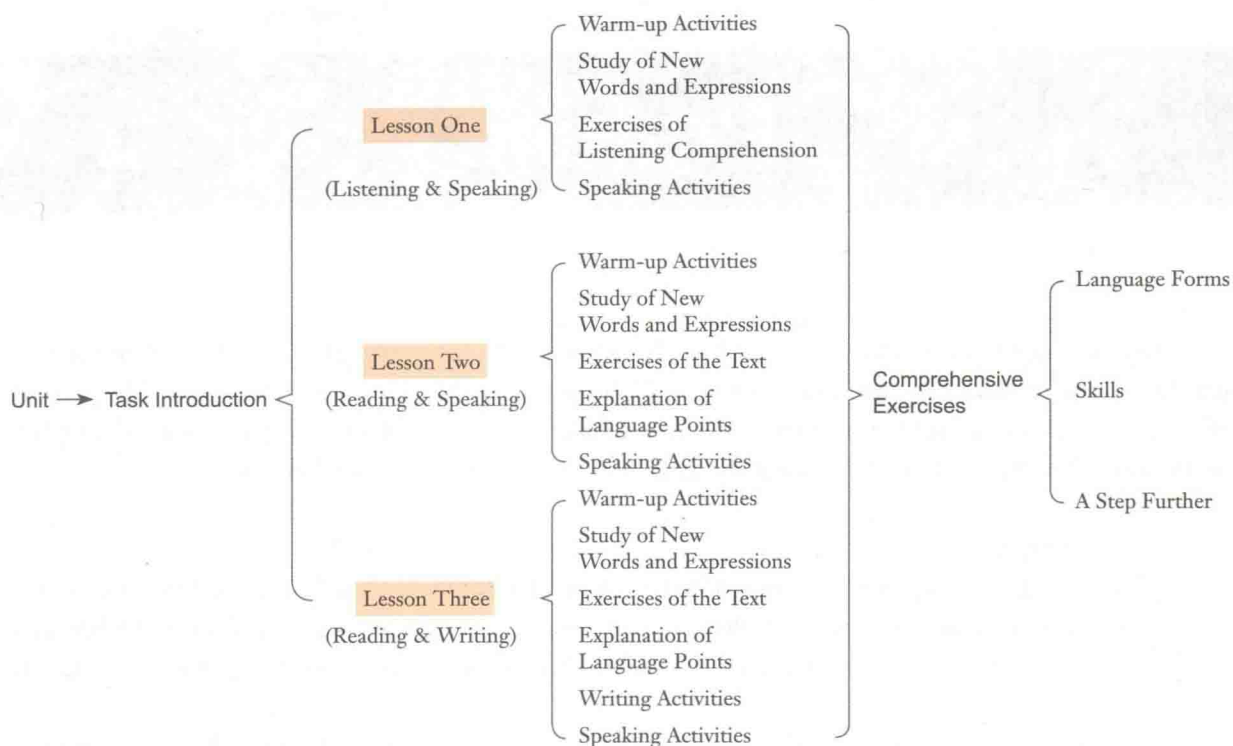 Unit → Task Introduction
Lesson One
(Listening & Speaking)
Warm-up Activities
Study of New
Words and Expressions
Exercises of
Listening Comprehension
Speaking Activities
Lesson Two
(Reading & Speaking)
Warm-up Activities
Study of New
Words and Expressions
Exercises of the Text
Explanation of
Language Points
Speaking Activities
Lesson Three
(Reading & Writing)
Warm-up Activities
Study of New
Words and Expressions
Exercises of the Text
Explanation of
Language Points
Writing Activities
Speaking Activities
Comprehensive
Exercises
Language Forms
Skills
A Step Further